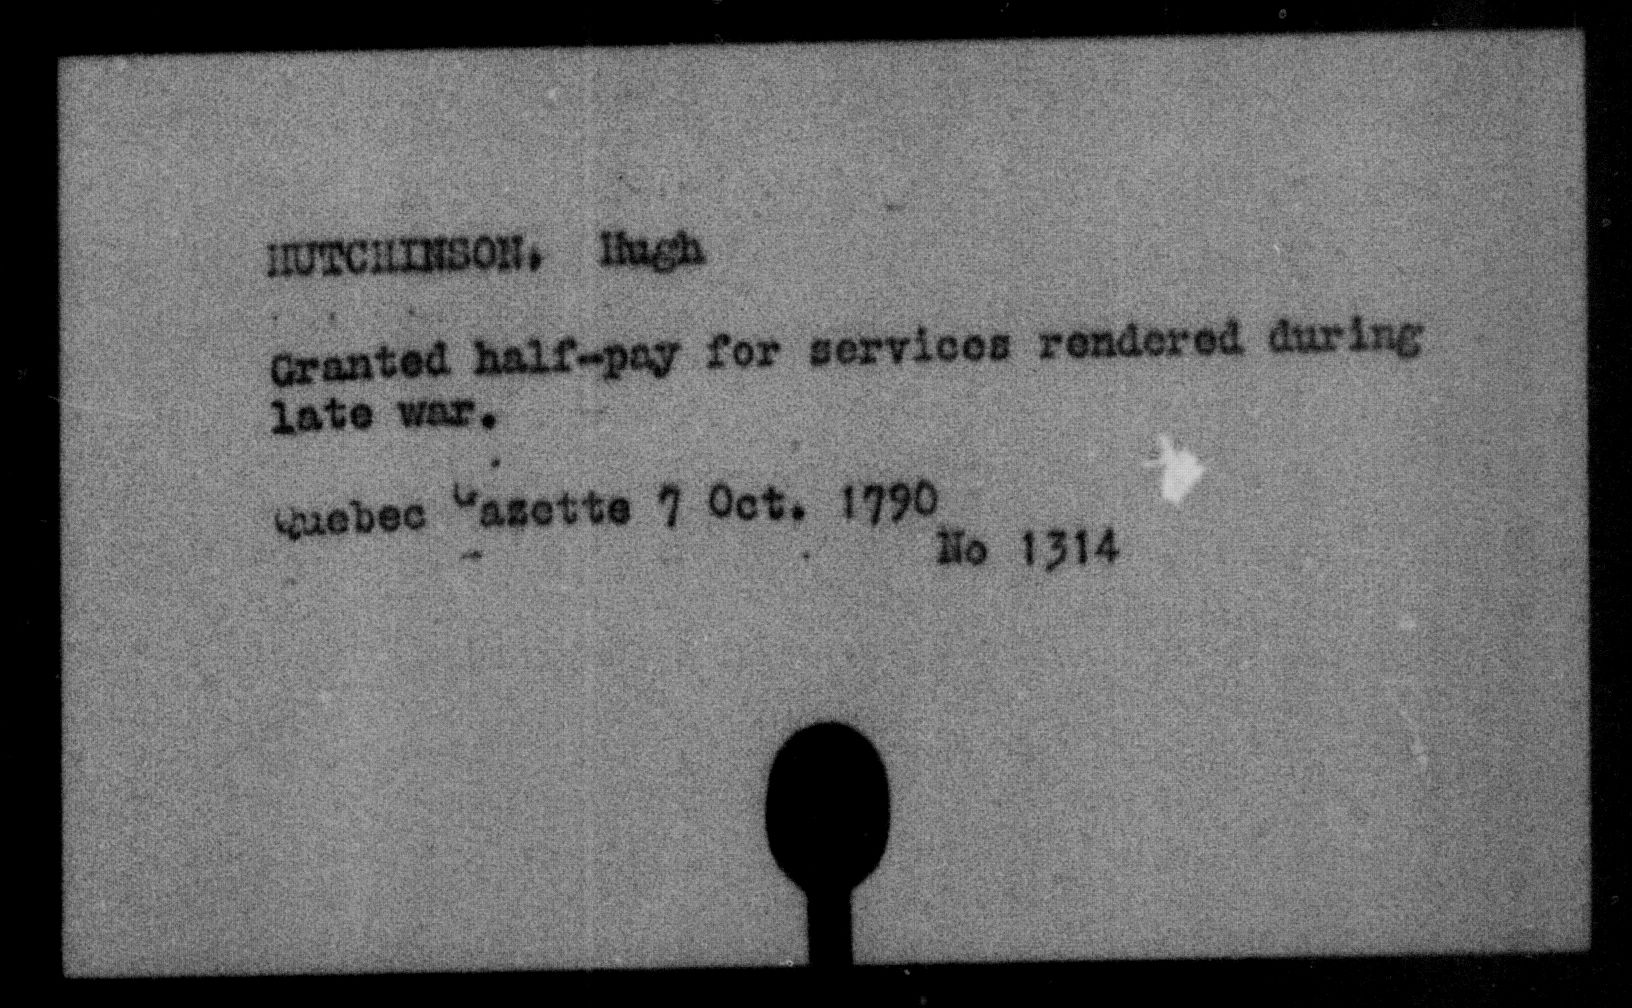 HUTCHINSON, Hugh
Granted half-pay for services rendered during
late war.
Quebec Gazette 7 Oct. 1790
No 1314